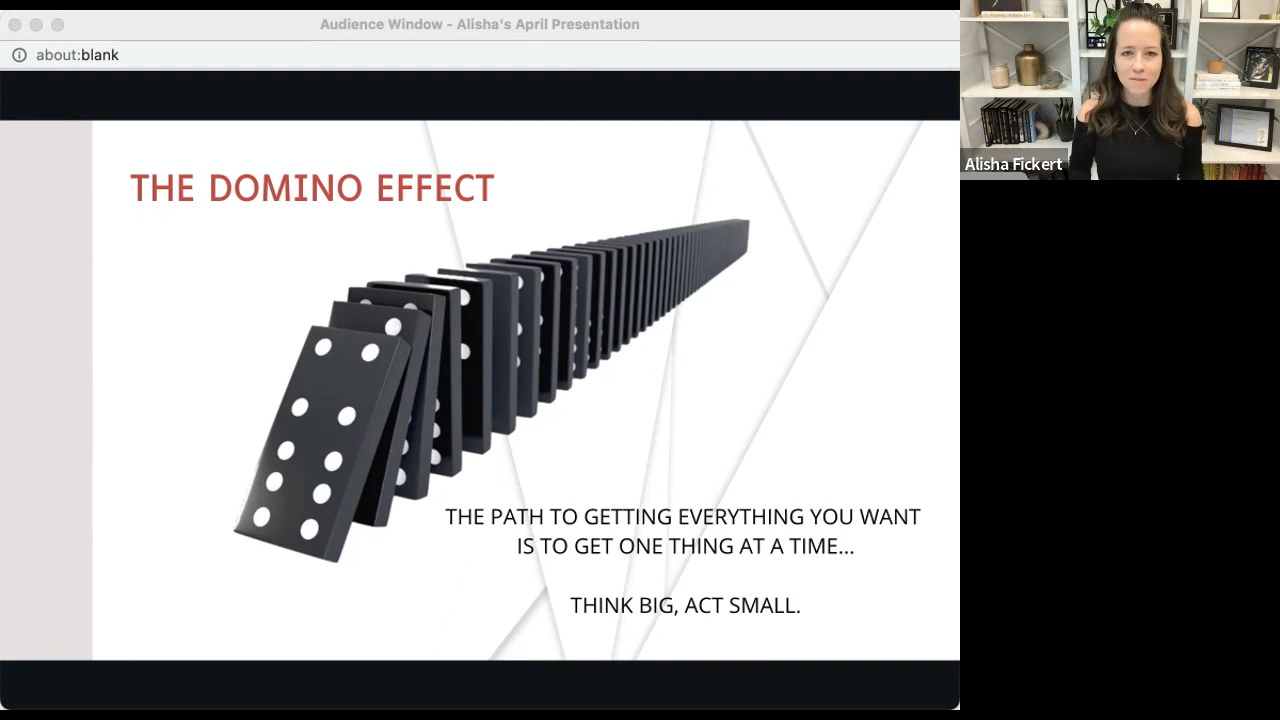 Audience Window - Alisha's April Presentation
about:blank
THE DOMINO EFFECT
THE PATH TO GETTING EVERYTHING YOU WANT
IS TO GET ONE THING AT A TIME...
THINK BIG, ACT SMALL.
Alisha Fickert